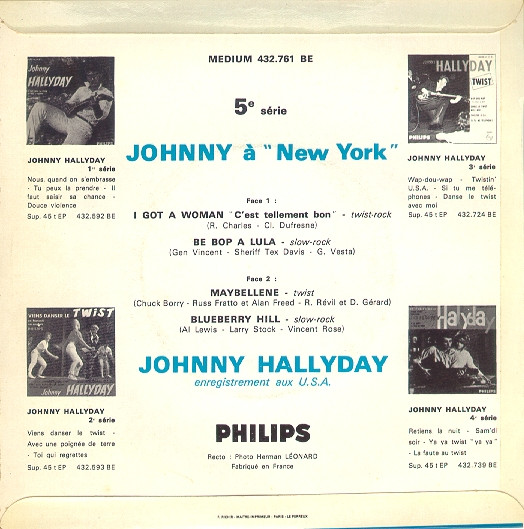 MEDIUM 432.761 BE
5e série
JOHNNY à "New York"
Face 1 :
I GOT A WOMAN "C'est tellement bon" - twist-rock
(R. Charles - Cl. Dufresne)
BE BOP A LULA - slow-rock
(Gen Vincent - Sheriff Tex Davis - G. Vesta)
Face 2 :
MAYBELLENE - twist
(Chuck Borry - Russ Fratto et Alan Freed - R. Révil et D. Gérard)
BLUEBERRY HILL - slow-rock
(Al Lewis - Larry Stock - Vincent Rose)
JOHNNY HALLYDAY
enregistrement aux U.S.A.
PHILIPS
Recto : Photo Herman LÉONARD
Fabriqué en France
Johnny
HALLYDAY
PHILIPS
JOHNNY HALLYDAY
1re série
Nous, quand on s'embrasse
- Tu peux la prendre - Il
faut saisir sa chance -
Douce violence
Sup. 45 t EP 432.592 BE
VIENS DANSER LE TWIST
Johnny HALLYDAY
JOHNNY HALLYDAY
2e série
Viens danser le twist -
Avec une poignée de terre
- Toi qui regrettes
Sup. 45 t EP 432.593 BE
HALLYDAY
TWIST
PHILIPS
JOHNNY HALLYDAY
3e série
Wap-dou-wap - Twistin'
U.S.A. - Si tu me télé-
phones - Danse le twist
avec moi
Sup. 45 t EP 432.724 BE
Hallyday
JOHNNY HALLYDAY
4e série
Retiens la nuit - Sam'di
soir - Ya ya twist "ya ya"
- La faute au twist
Sup. 45 t EP 432.739 BE
MAITRE-IMPRIMEUR - PARIS - LE PERREUX